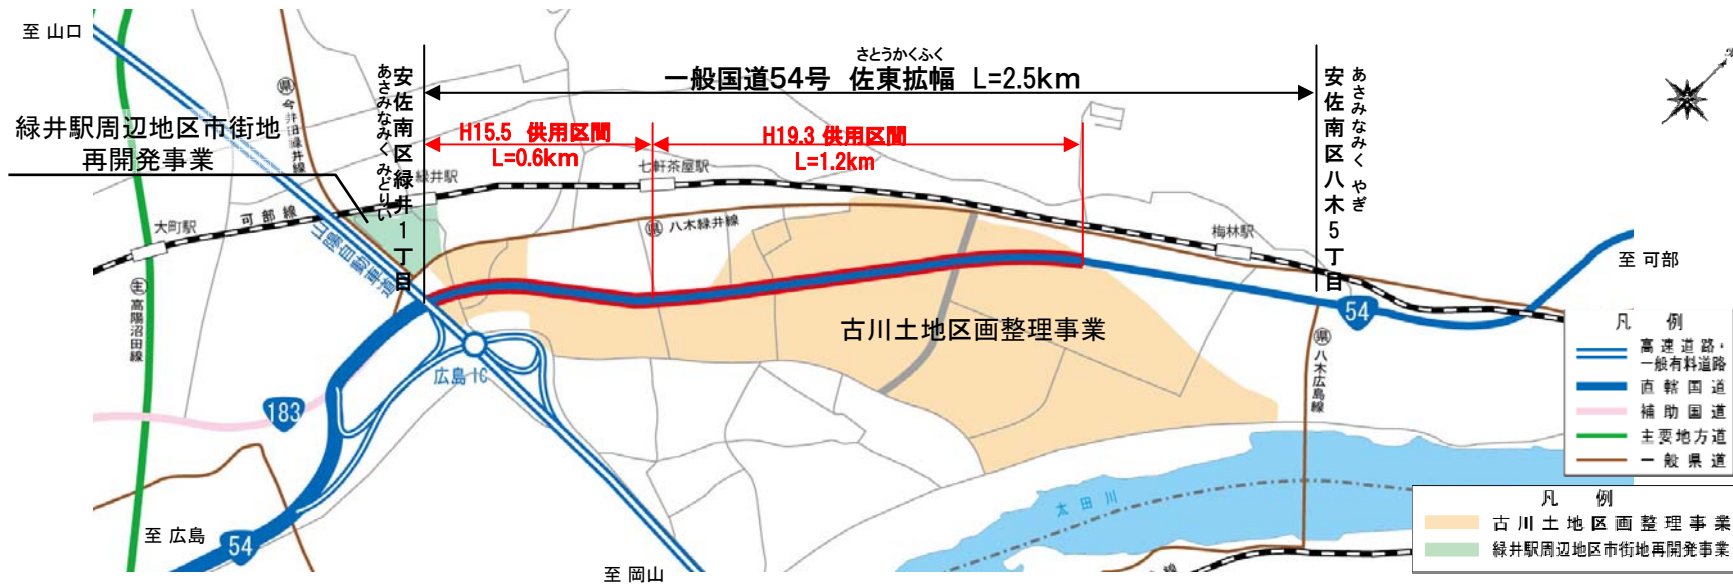 至 山口
さとうかくふく
一般国道54号 佐東拡幅 L=2.5km
安佐南区緑井1丁目
あさみなみく みどりい
安佐南区八木5丁目
あさみなみく やぎ
緑井駅周辺地区市街地
再開発事業
H15.5 供用区間
L=0.6km
H19.3 供用区間
L=1.2km
緑井駅
七軒茶屋駅
大町駅
可部線
県 八木緑井線
梅林駅
至 可部
山陽自動車道
主 高陽沼田線
古川土地区画整理事業
54
広島IC
183
県 八木広島線
太田川
至 広島
54
至 岡山
凡 例
高速道路・
一般有料道路
直轄国道
補助国道
主要地方道
一般県道
凡 例
古川土地区画整理事業
緑井駅周辺地区市街地再開発事業